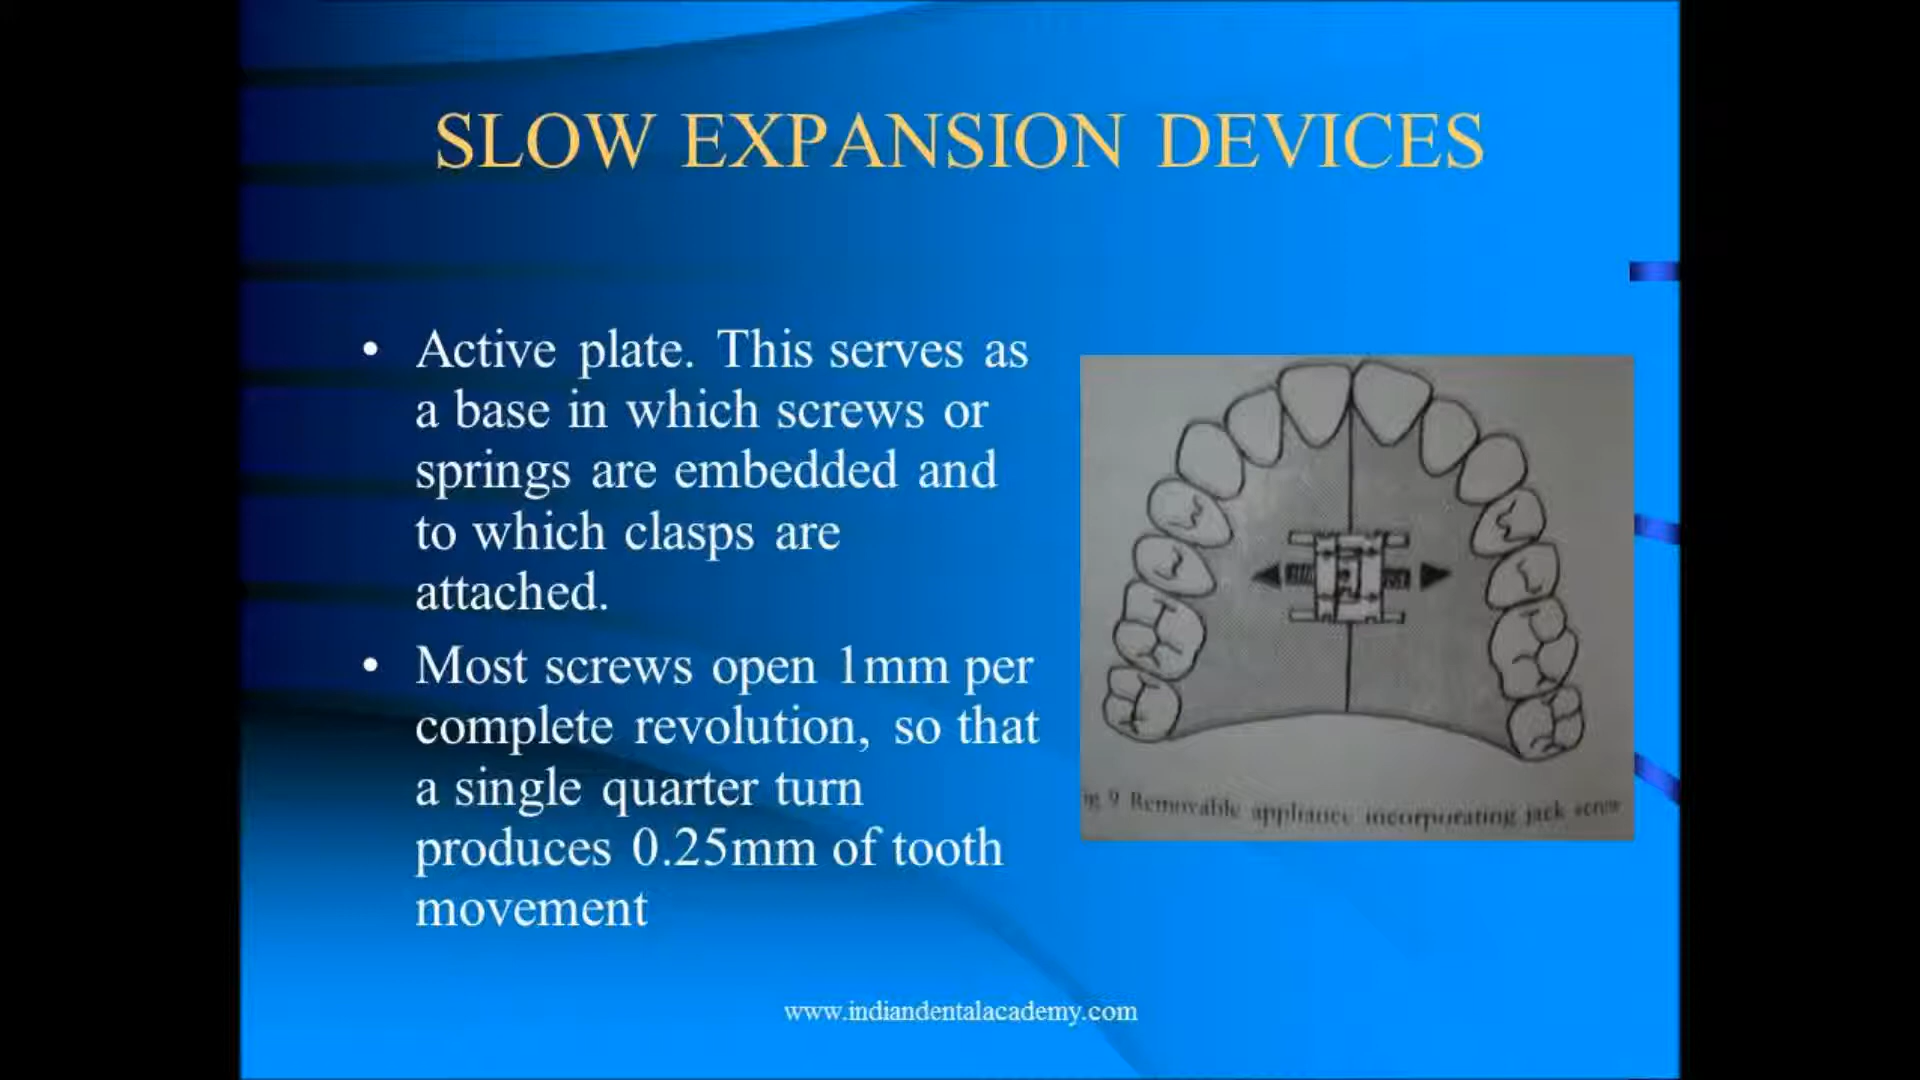 SLOW EXPANSION DEVICES
• Active plate. This serves as
a base in which screws or
springs are embedded and
to which clasps are
attached.
• Most screws open 1mm per
complete revolution, so that
a single quarter turn
produces 0.25mm of tooth
movement
9 Removable appliance incorporating jack screw
www.indiandentalacademy.com